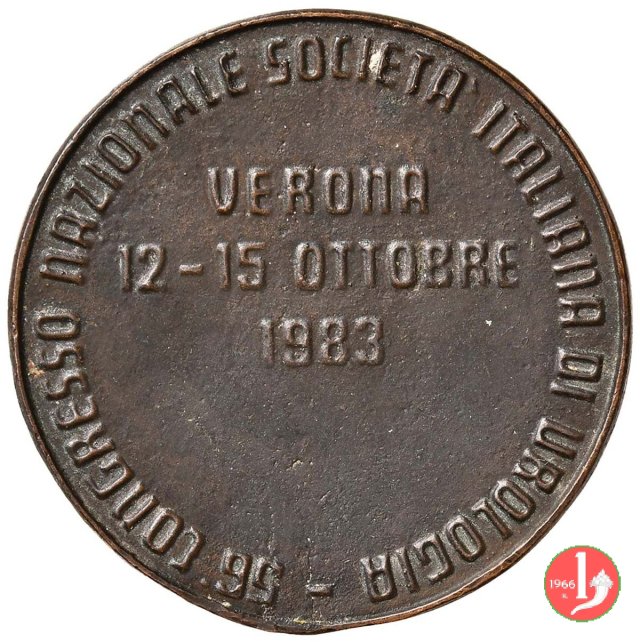 56° CONGRESSO NAZIONALE SOCIETA' ITALIANA DI UROLOGIA -
VERONA
12-15 OTTOBRE
1983
1966